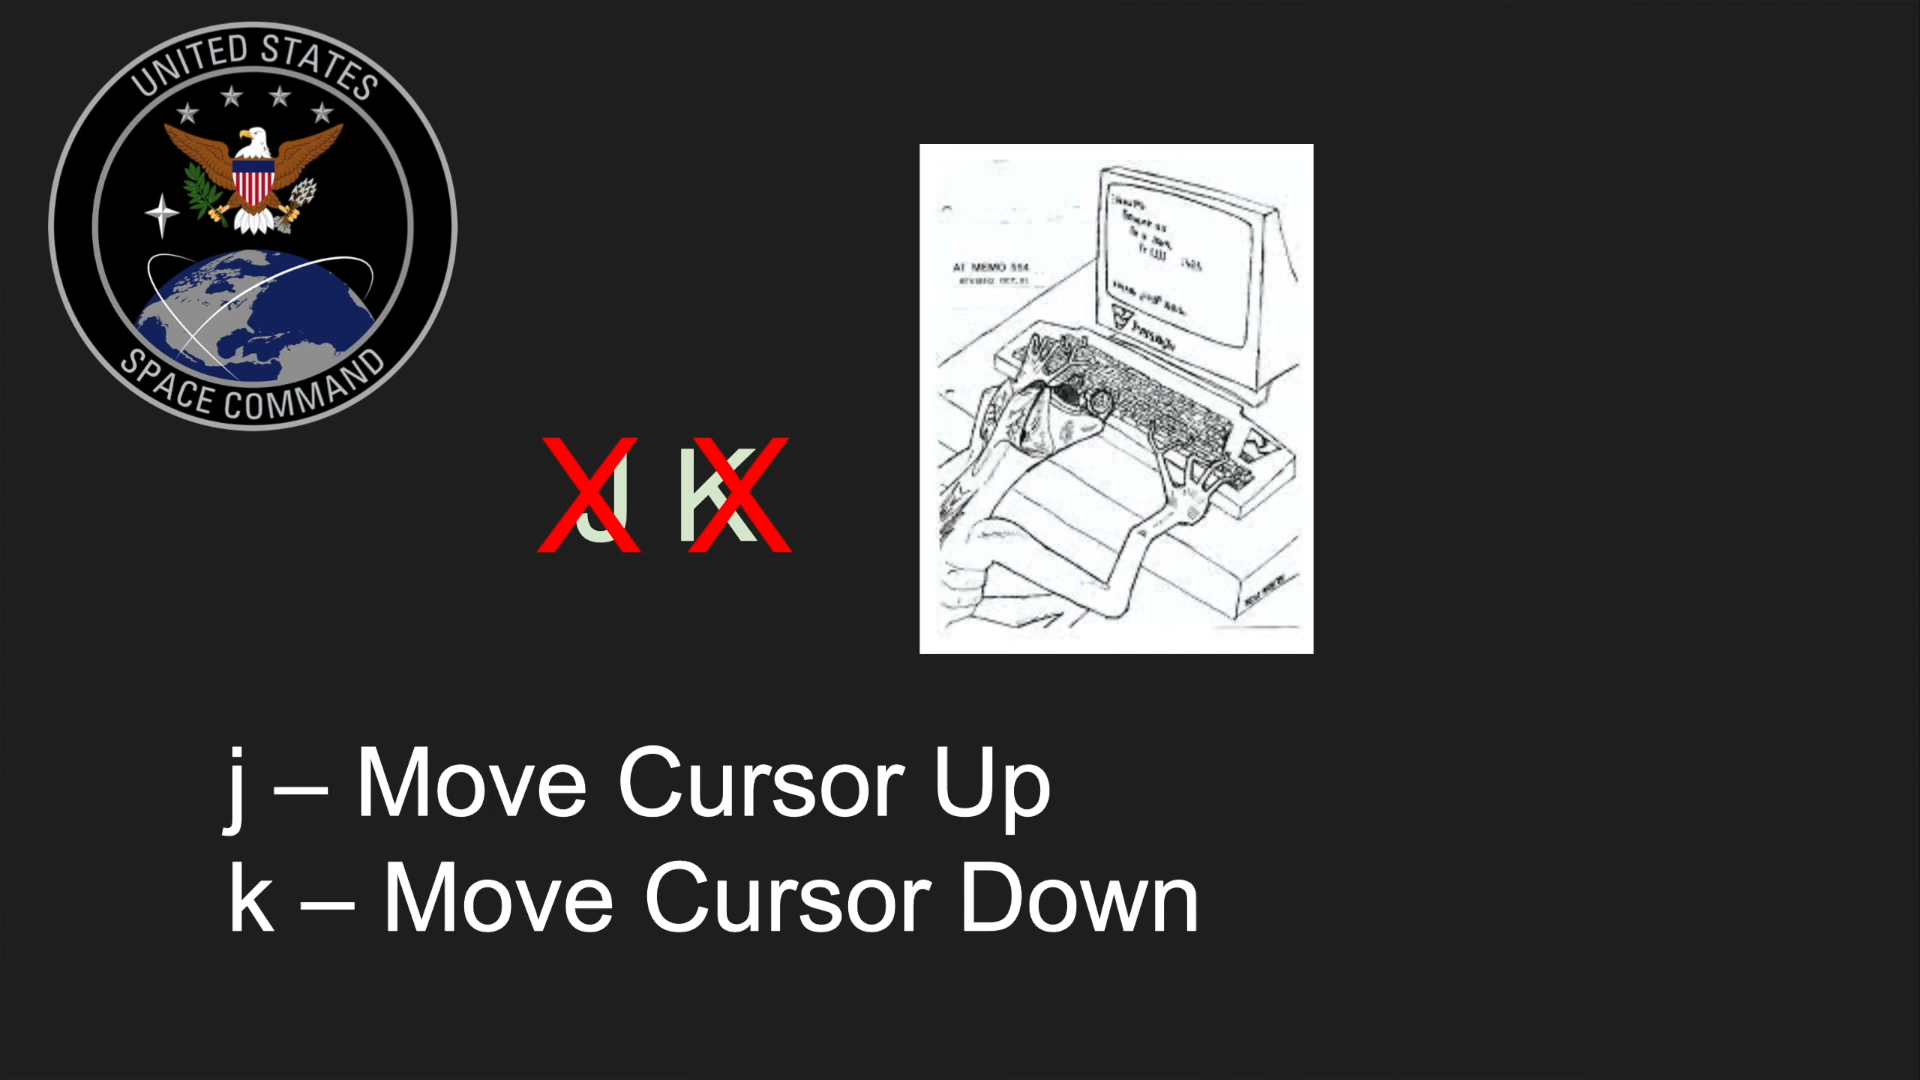 UNITED STATES
SPACE COMMAND
AI MEMO 554
J K
X X
j – Move Cursor Up
k – Move Cursor Down